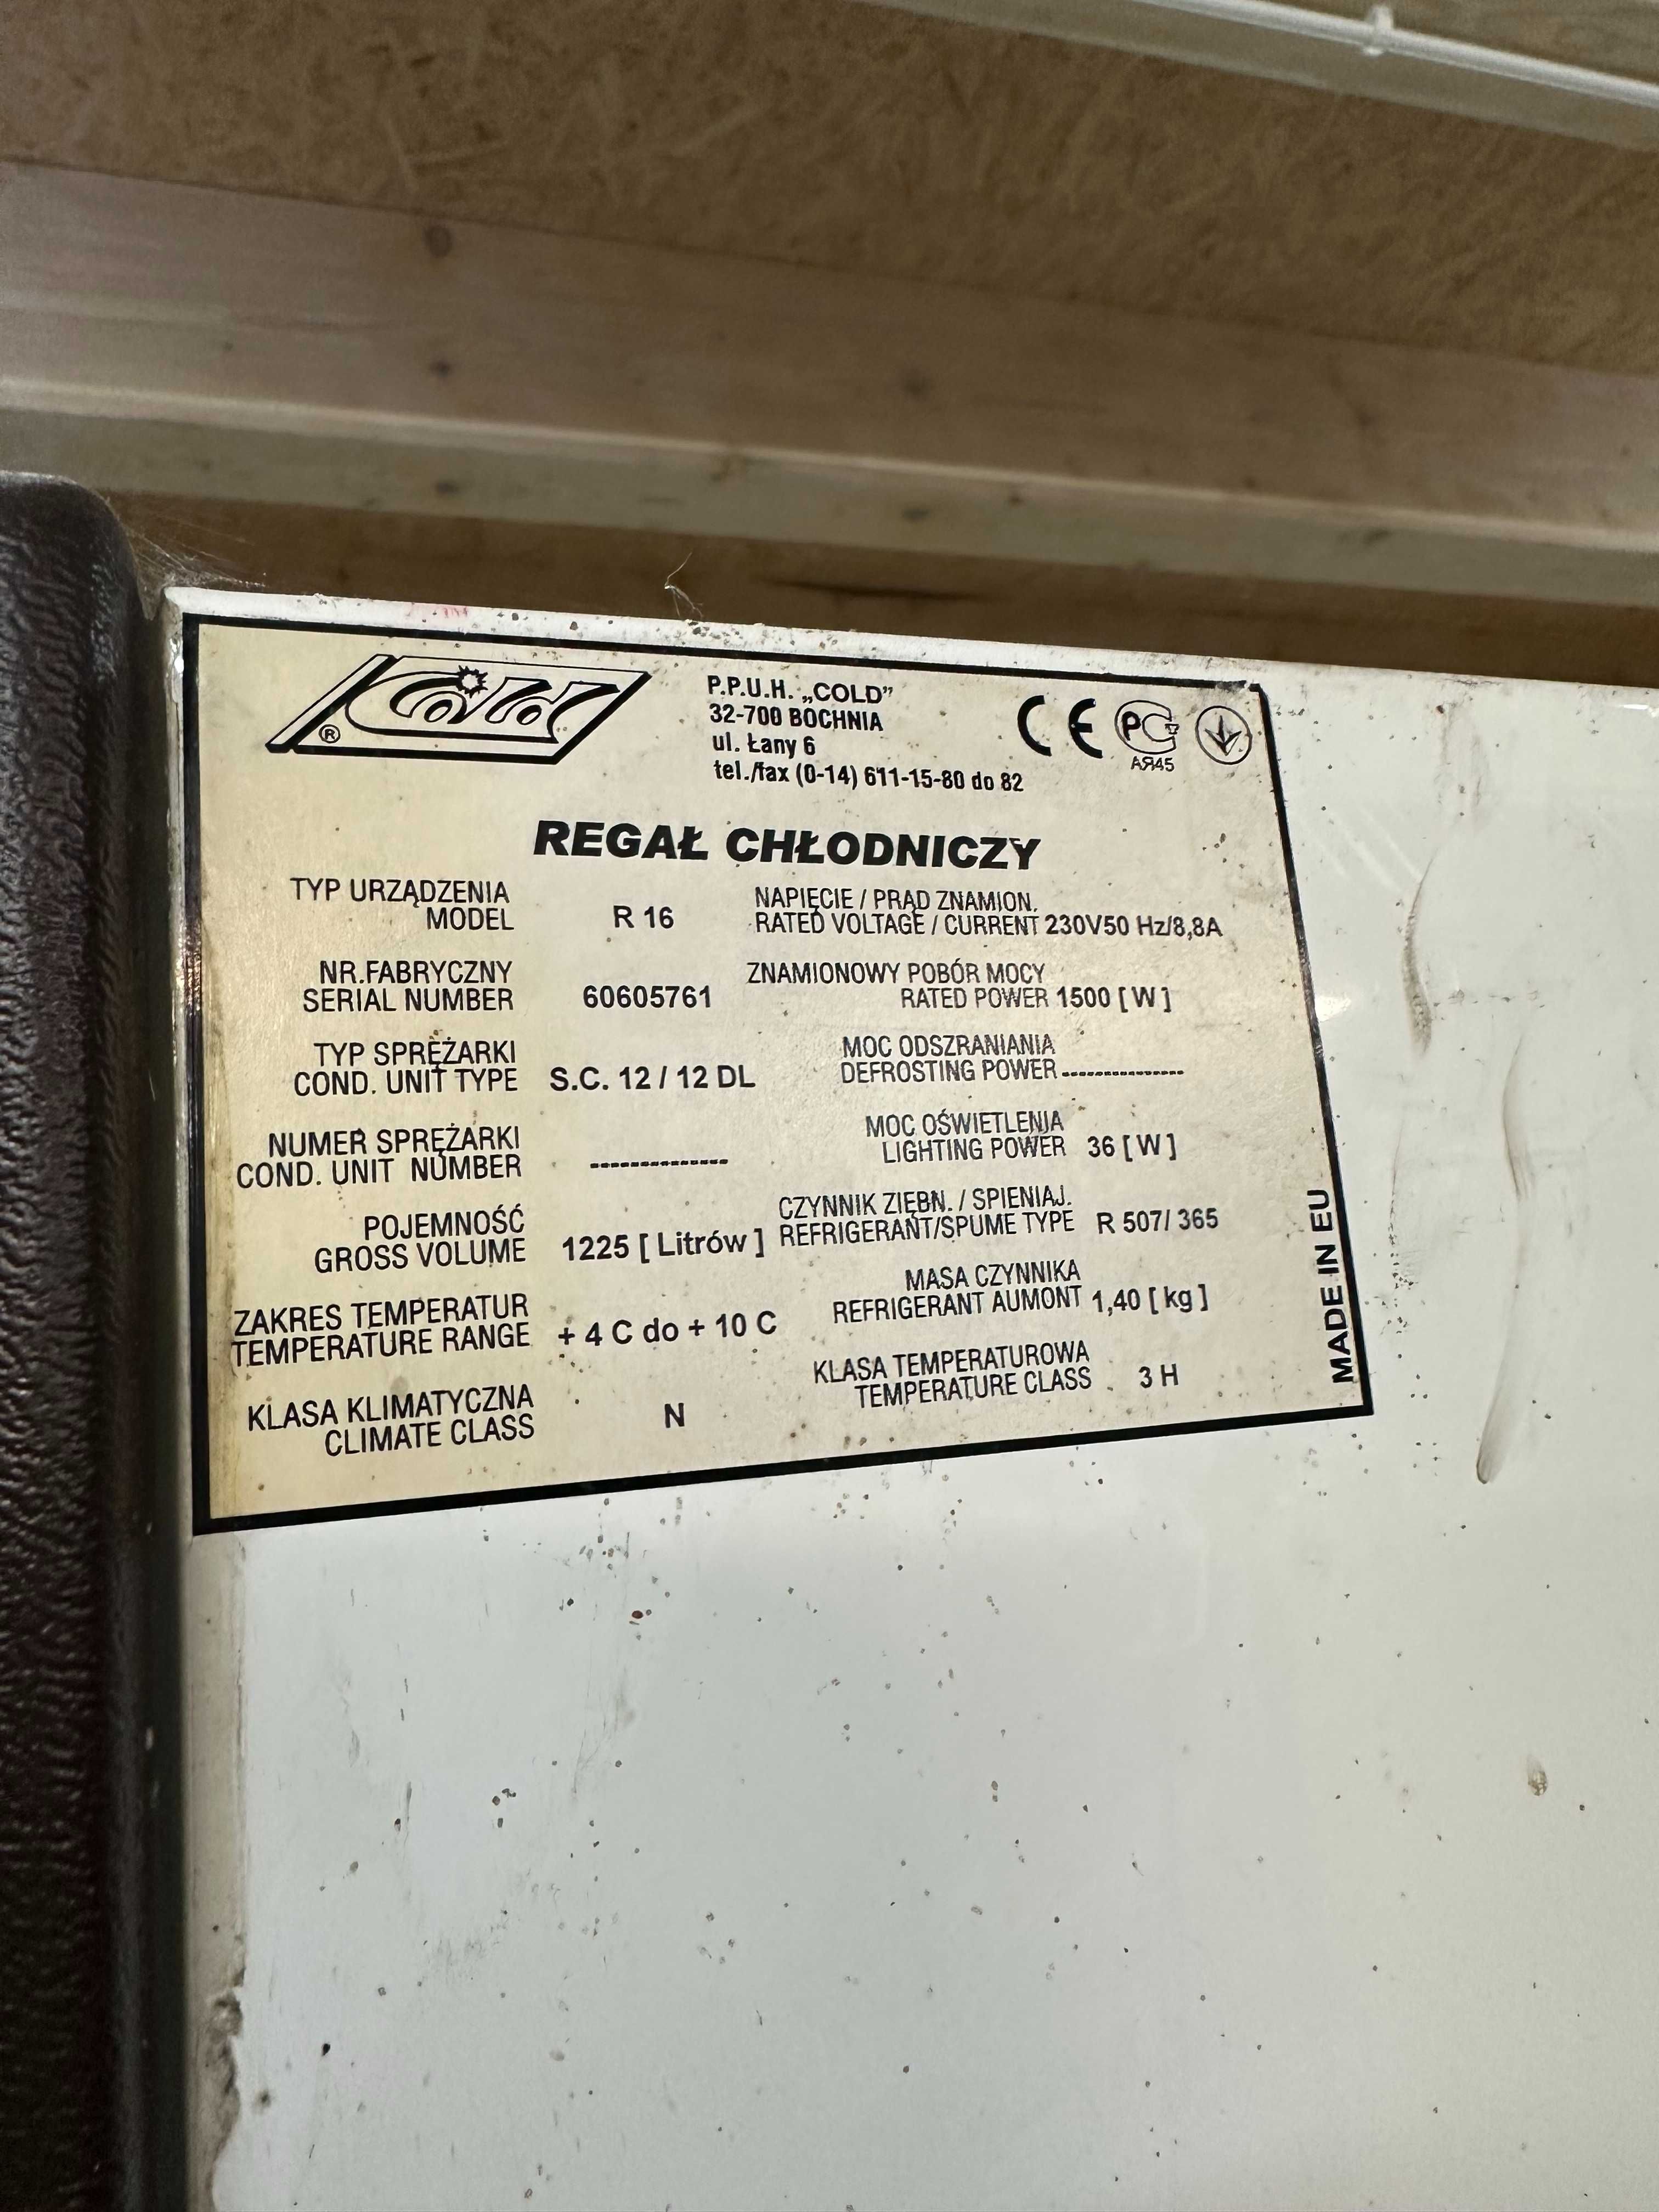 Cold
®
P.P.U.H. „COLD”
32-700 BOCHNIA
ul. Łany 6
tel./fax (0-14) 611-15-80 do 82
CE
PG
АЯ45
REGAŁ CHŁODNICZY
TYP URZĄDZENIA
MODEL R 16
NAPIĘCIE / PRĄD ZNAMION.
RATED VOLTAGE / CURRENT 230V50 Hz/8,8A
NR.FABRYCZNY
SERIAL NUMBER 60605761
ZNAMIONOWY POBÓR MOCY
RATED POWER 1500 [ W ]
TYP SPRĘŻARKI
COND. UNIT TYPE S.C. 12 / 12 DL
MOC ODSZRANIANIA
DEFROSTING POWER ---------------
NUMER SPRĘŻARKI
COND. UNIT NUMBER ---------------
MOC OŚWIETLENIA
LIGHTING POWER 36 [ W ]
POJEMNOŚĆ
GROSS VOLUME 1225 [ Litrów ]
CZYNNIK ZIĘBN. / SPIENIAJ.
REFRIGERANT/SPUME TYPE R 507/ 365
ZAKRES TEMPERATUR
TEMPERATURE RANGE + 4 C do + 10 C
MASA CZYNNIKA
REFRIGERANT AUMONT 1,40 [ kg ]
KLASA KLIMATYCZNA
CLIMATE CLASS N
KLASA TEMPERATUROWA
TEMPERATURE CLASS 3 H
MADE IN EU